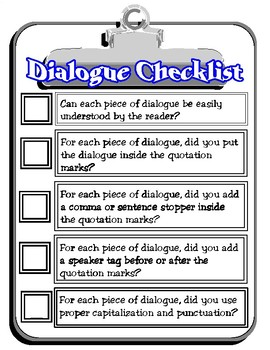 Dialogue Checklist
Can each piece of dialogue be easily
understood by the reader?
For each piece of dialogue, did you put
the dialogue inside the quotation
marks?
For each piece of dialogue, did you add
a comma or sentence stopper inside
the quotation marks?
For each piece of dialogue, did you add
a speaker tag before or after the
quotation marks?
For each piece of dialogue, did you use
proper capitalization and punctuation?